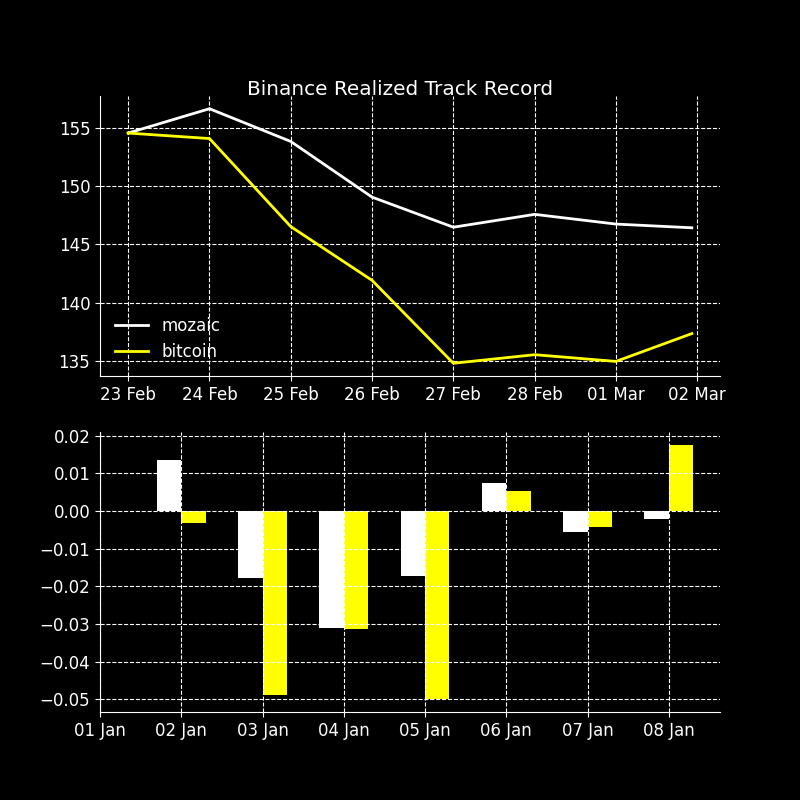 Binance Realized Track Record
155
150
145
140
135
mozaic
bitcoin
23 Feb 24 Feb 25 Feb 26 Feb 27 Feb 28 Feb 01 Mar 02 Mar
0.02
0.01
0.00
−0.01
−0.02
−0.03
−0.04
−0.05
01 Jan 02 Jan 03 Jan 04 Jan 05 Jan 06 Jan 07 Jan 08 Jan